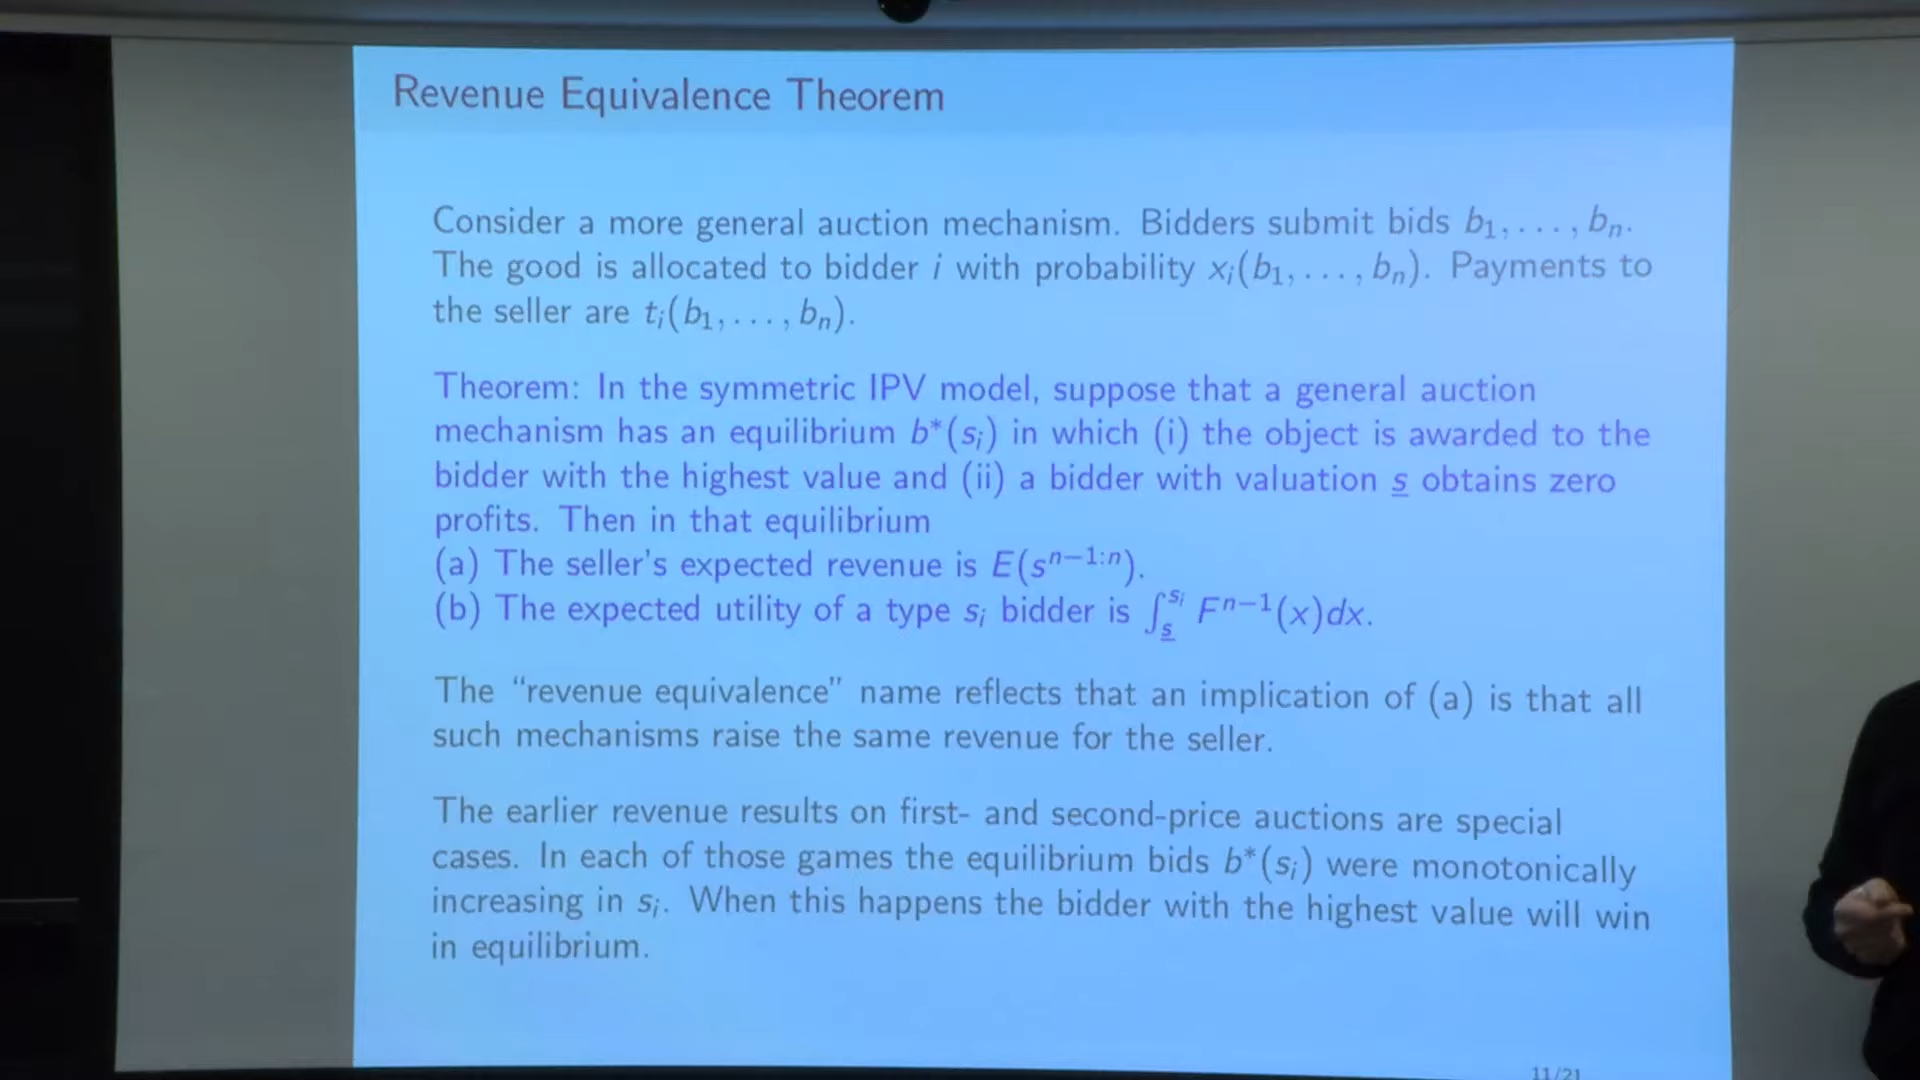 Revenue Equivalence Theorem
Consider a more general auction mechanism. Bidders submit bids b₁, . . . , bₙ.
The good is allocated to bidder i with probability xᵢ(b₁, . . . , bₙ). Payments to
the seller are tᵢ(b₁, . . . , bₙ).
Theorem: In the symmetric IPV model, suppose that a general auction
mechanism has an equilibrium b*(sᵢ) in which (i) the object is awarded to the
bidder with the highest value and (ii) a bidder with valuation s̲ obtains zero
profits. Then in that equilibrium
(a) The seller's expected revenue is E(sⁿ⁻¹:ⁿ).
(b) The expected utility of a type sᵢ bidder is ∫_s̲^sᵢ Fⁿ⁻¹(x)dx.
The “revenue equivalence” name reflects that an implication of (a) is that all
such mechanisms raise the same revenue for the seller.
The earlier revenue results on first- and second-price auctions are special
cases. In each of those games the equilibrium bids b*(sᵢ) were monotonically
increasing in sᵢ. When this happens the bidder with the highest value will win
in equilibrium.
11/21